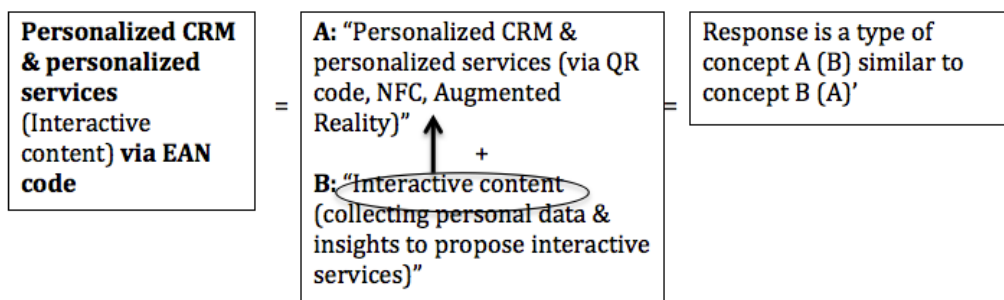 Personalized CRM
& personalized
services
(Interactive
content) via EAN
code
=
A: “Personalized CRM &
personalized services (via QR
code, NFC, Augmented
Reality)”
+
B: “Interactive content
(collecting personal data &
insights to propose interactive
services)”
=
Response is a type of
concept A (B) similar to
concept B (A)’